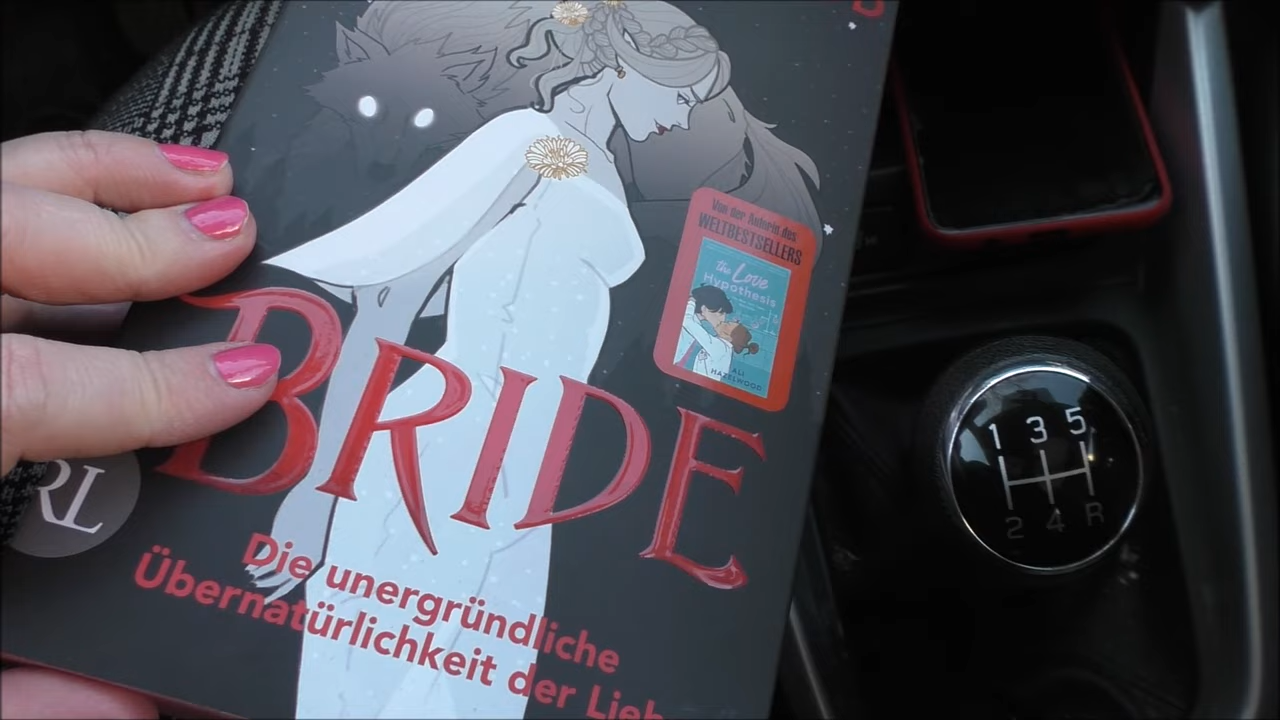 Von der Autorin des
WELTBESTSELLERS
the Love
Hypothesis
ALI
HAZELWOOD
BRIDE
RL
Die unergründliche
Übernatürlichkeit der Lieb
1 3 5
2 4 R